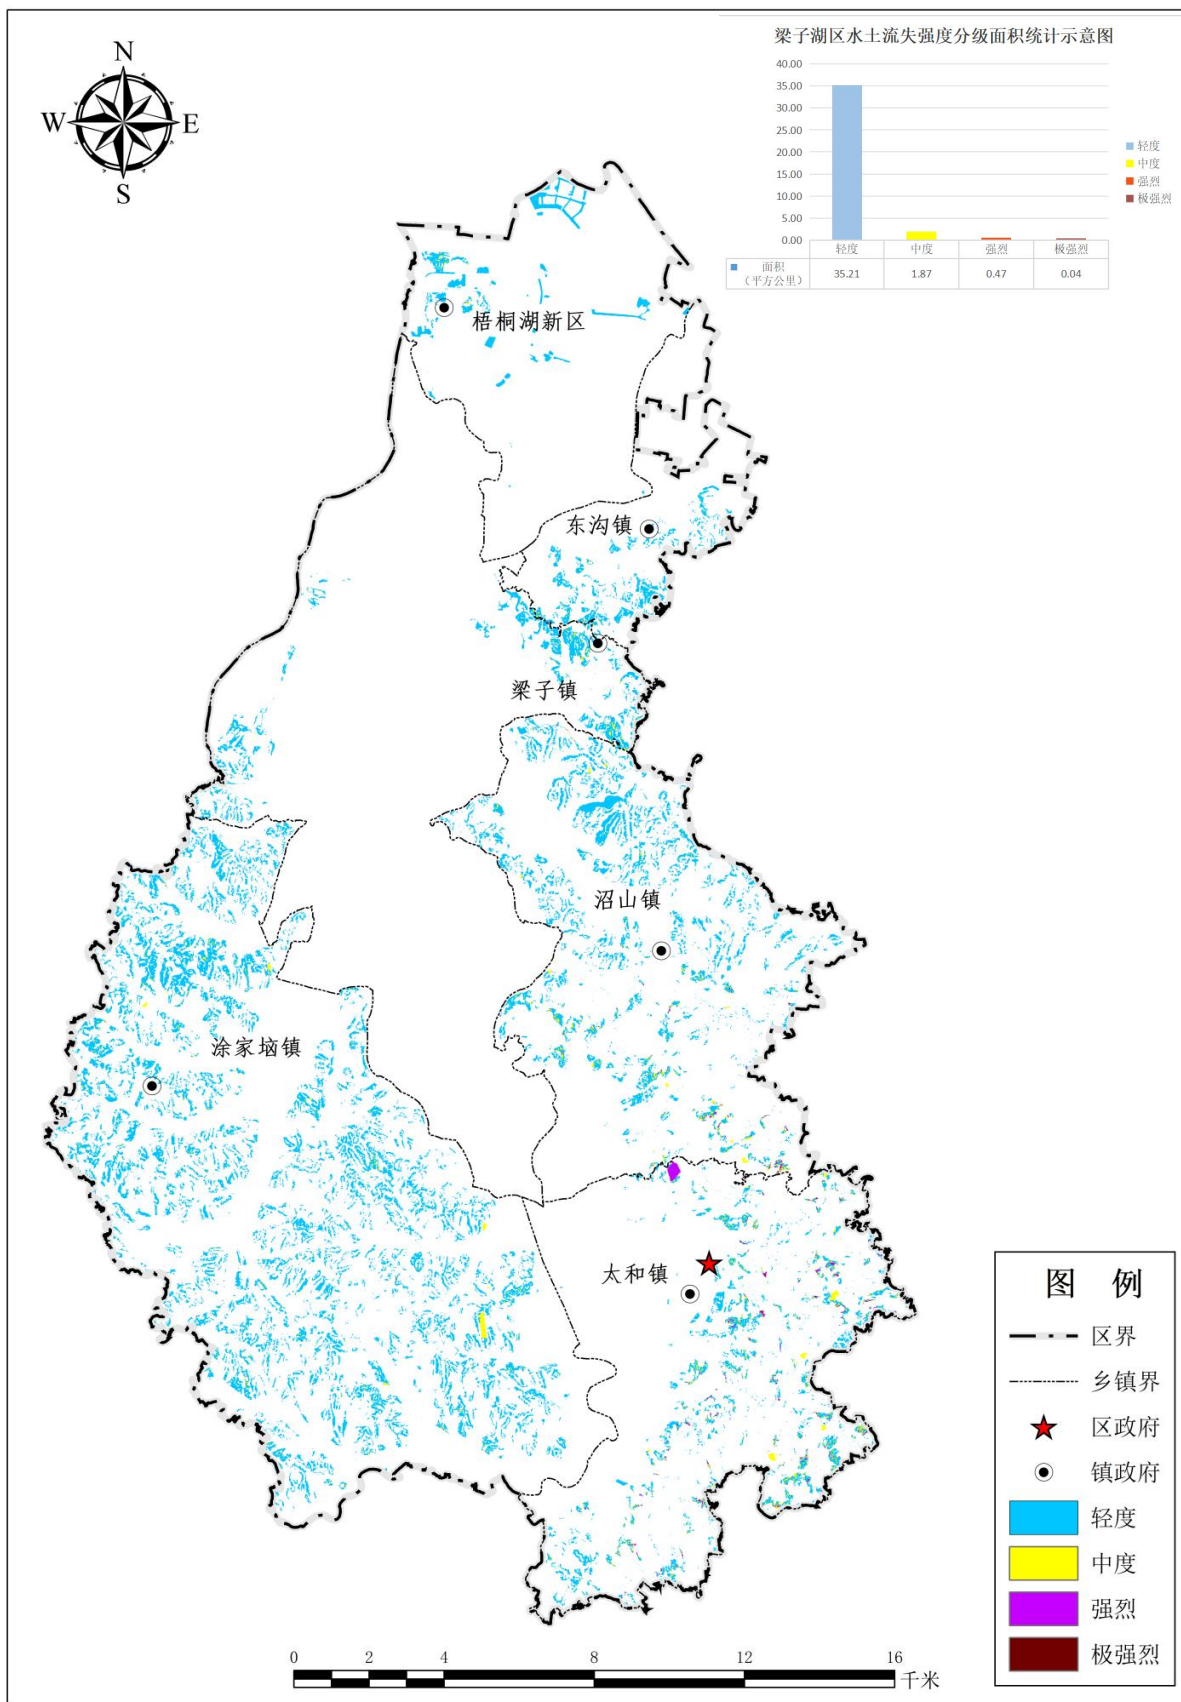 梁子湖区水土流失强度分级面积统计示意图
40.00
35.00
30.00
25.00
20.00
15.00
10.00
5.00
0.00
轻度
中度
强烈
极强烈
轻度 中度 强烈 极强烈
面积
（平方公里） 35.21 1.87 0.47 0.04
N
W E
S
梧桐湖新区
东沟镇
梁子镇
沼山镇
涂家垴镇
太和镇
图 例
区界
乡镇界
区政府
镇政府
轻度
中度
强烈
极强烈
0 2 4 8 12 16
千米